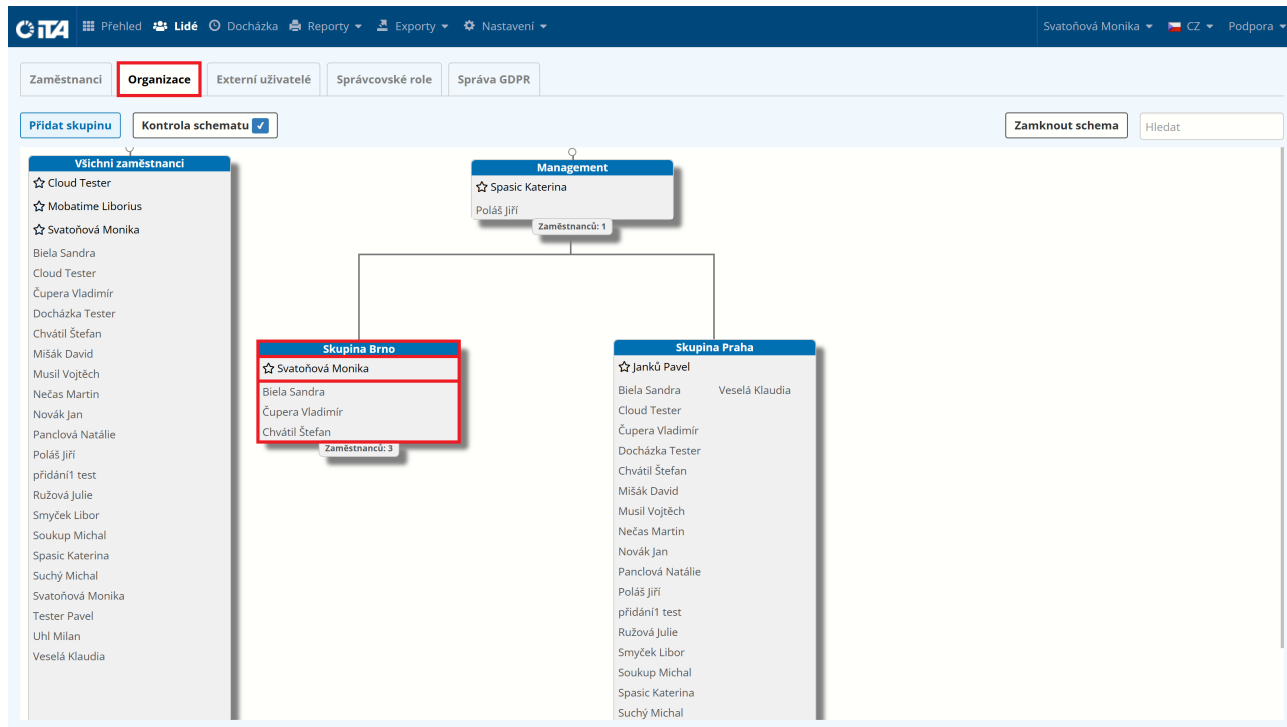 iTA Přehled Lidé Docházka Reporty Exporty Nastavení Svatoňová Monika CZ Podpora
Zaměstnanci Organizace Externí uživatelé Správcovské role Správa GDPR
Přidat skupinu Kontrola schematu Zamknout schema Hledat
Všichni zaměstnanci
Cloud Tester
Mobatime Liborius
Svatoňová Monika
Biela Sandra
Cloud Tester
Čupera Vladimír
Docházka Tester
Chvátil Štefan
Mišák David
Musil Vojtěch
Nečas Martin
Novák Jan
Panclová Natálie
Poláš Jiří
přidání1 test
Ružová Julie
Smyček Libor
Soukup Michal
Spasic Katerina
Suchý Michal
Svatoňová Monika
Tester Pavel
Uhl Milan
Veselá Klaudia
Management
Spasic Katerina
Poláš Jiří
Zaměstnanců: 1
Skupina Brno
Svatoňová Monika
Biela Sandra
Čupera Vladimír
Chvátil Štefan
Zaměstnanců: 3
Skupina Praha
Janků Pavel
Biela Sandra Veselá Klaudia
Cloud Tester
Čupera Vladimír
Docházka Tester
Chvátil Štefan
Mišák David
Musil Vojtěch
Nečas Martin
Novák Jan
Panclová Natálie
Poláš Jiří
přidání1 test
Ružová Julie
Smyček Libor
Soukup Michal
Spasic Katerina
Suchý Michal